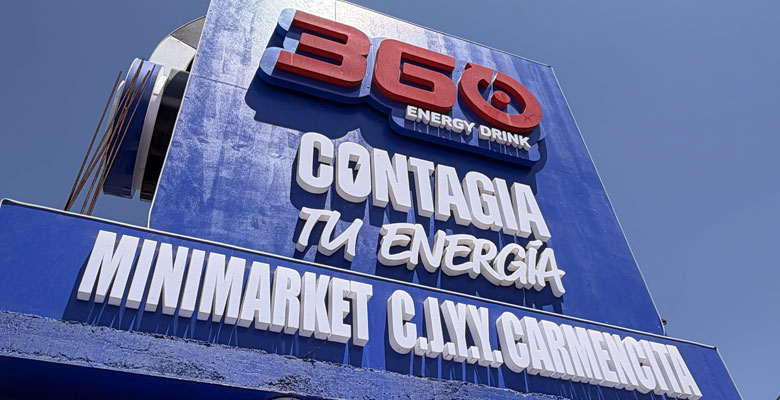 360
ENERGY DRINK
CONTAGIA
TU ENERGÍA
MINIMARKET C.J.Y.Y. CARMENCITA